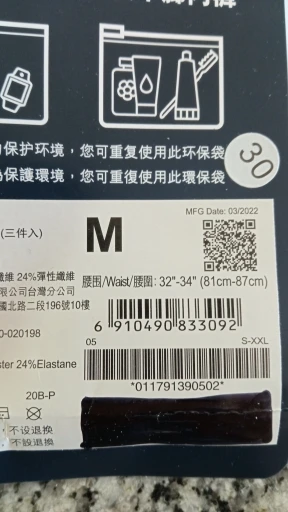 保护环境，您可重复使用此环保袋
保護環境，您可重復使用此環保袋
30
MFG Date: 03/2022
(三件入)
M
纖維 24%彈性纖維
腰围/Waist/腰圍: 32"-34" (81cm-87cm)
限公司台灣分公司
國北二段196號10樓
6 910490 833092
0-020198
05
S-XXL
ster 24%Elastane
*011791390502*
20B-P
不设退换
不設退換